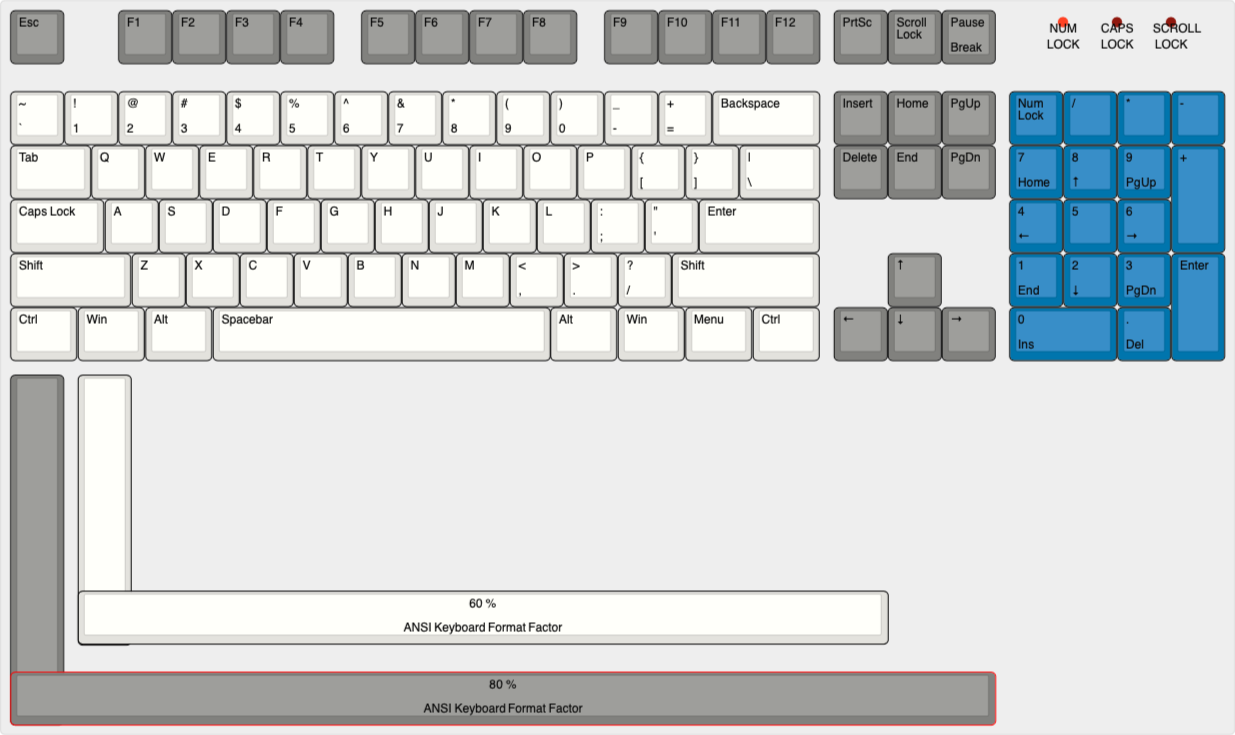 Esc F1 F2 F3 F4 F5 F6 F7 F8 F9 F10 F11 F12 PrtSc Scroll Lock Pause Break NUM LOCK CAPS LOCK SCROLL LOCK
~ ! @ # $ % ^ & * ( ) _ + Backspace Insert Home PgUp Num Lock / * -
` 1 2 3 4 5 6 7 8 9 0 - =
Tab Q W E R T Y U I O P { } | Delete End PgDn 7 8 9 +
[ ] \ Home ↑ PgUp
Caps Lock A S D F G H J K L : " Enter 4 5 6
; ' ← →
Shift Z X C V B N M < > ? Shift ↑ 1 2 3 Enter
, . / End ↓ PgDn
Ctrl Win Alt Spacebar Alt Win Menu Ctrl ← ↓ → 0 .
Ins Del
60 %
ANSI Keyboard Format Factor
80 %
ANSI Keyboard Format Factor